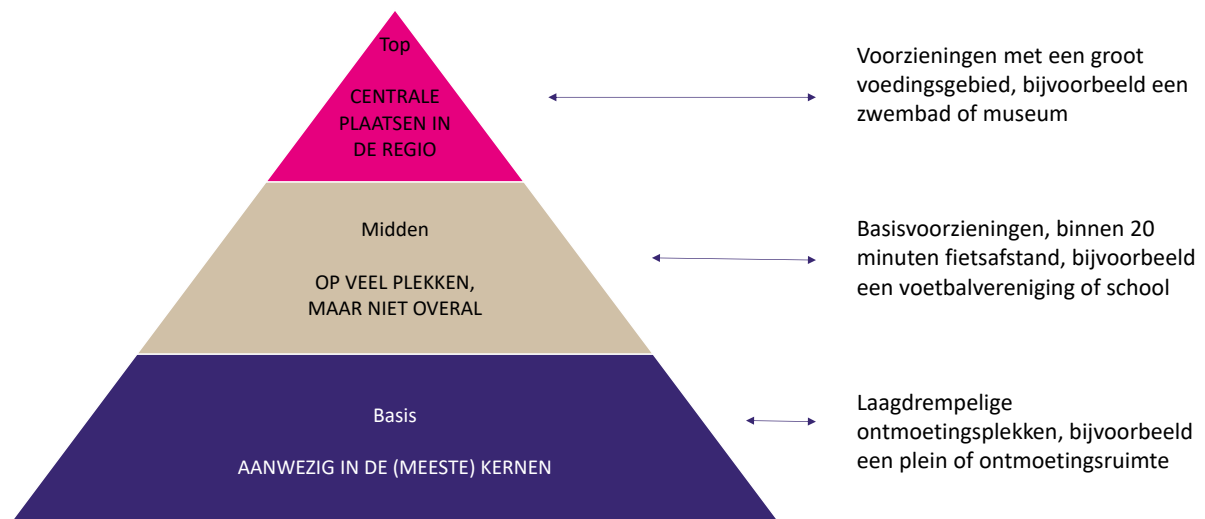 Top
CENTRALE
PLAATSEN IN
DE REGIO
Voorzieningen met een groot
voedingsgebied, bijvoorbeeld een
zwembad of museum
Midden
OP VEEL PLEKKEN,
MAAR NIET OVERAL
Basisvoorzieningen, binnen 20
minuten fietsafstand, bijvoorbeeld
een voetbalvereniging of school
Basis
AANWEZIG IN DE (MEESTE) KERNEN
Laagdrempelige
ontmoetingsplekken, bijvoorbeeld
een plein of ontmoetingsruimte